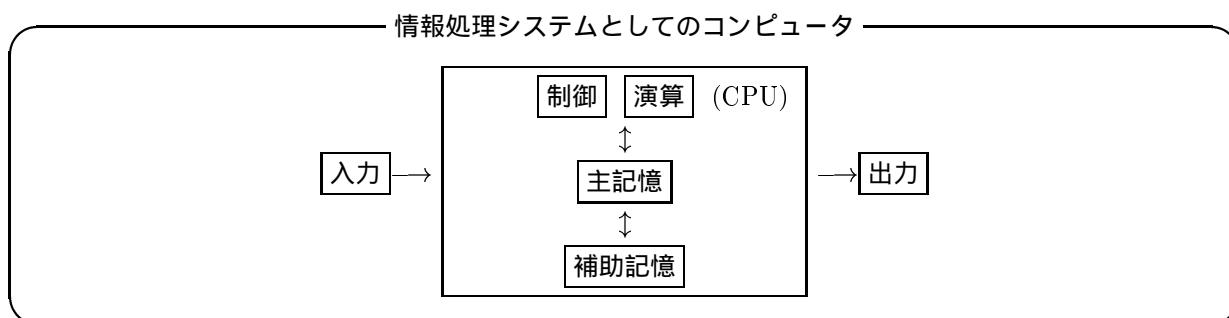 情報処理システムとしてのコンピュータ
制御 演算 (CPU)
入力 → 主記憶 → 出力
補助記憶